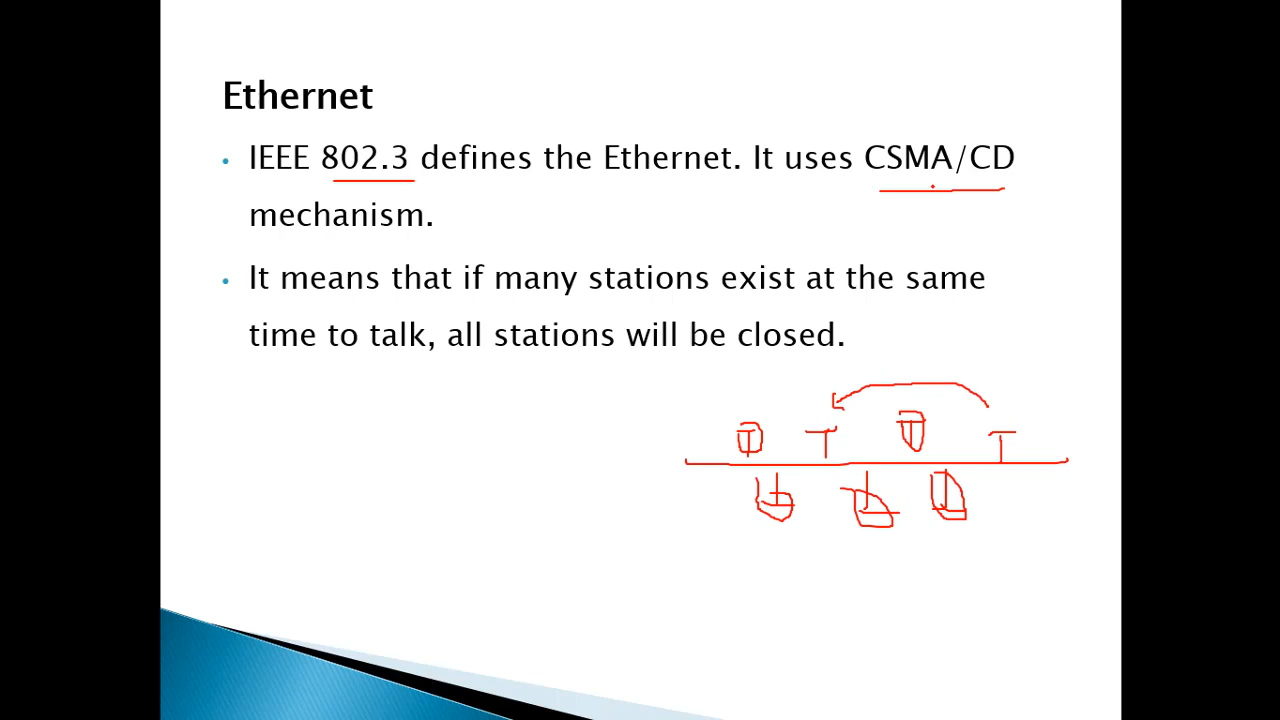 Ethernet
• IEEE 802.3 defines the Ethernet. It uses CSMA/CD
mechanism.
• It means that if many stations exist at the same
time to talk, all stations will be closed.